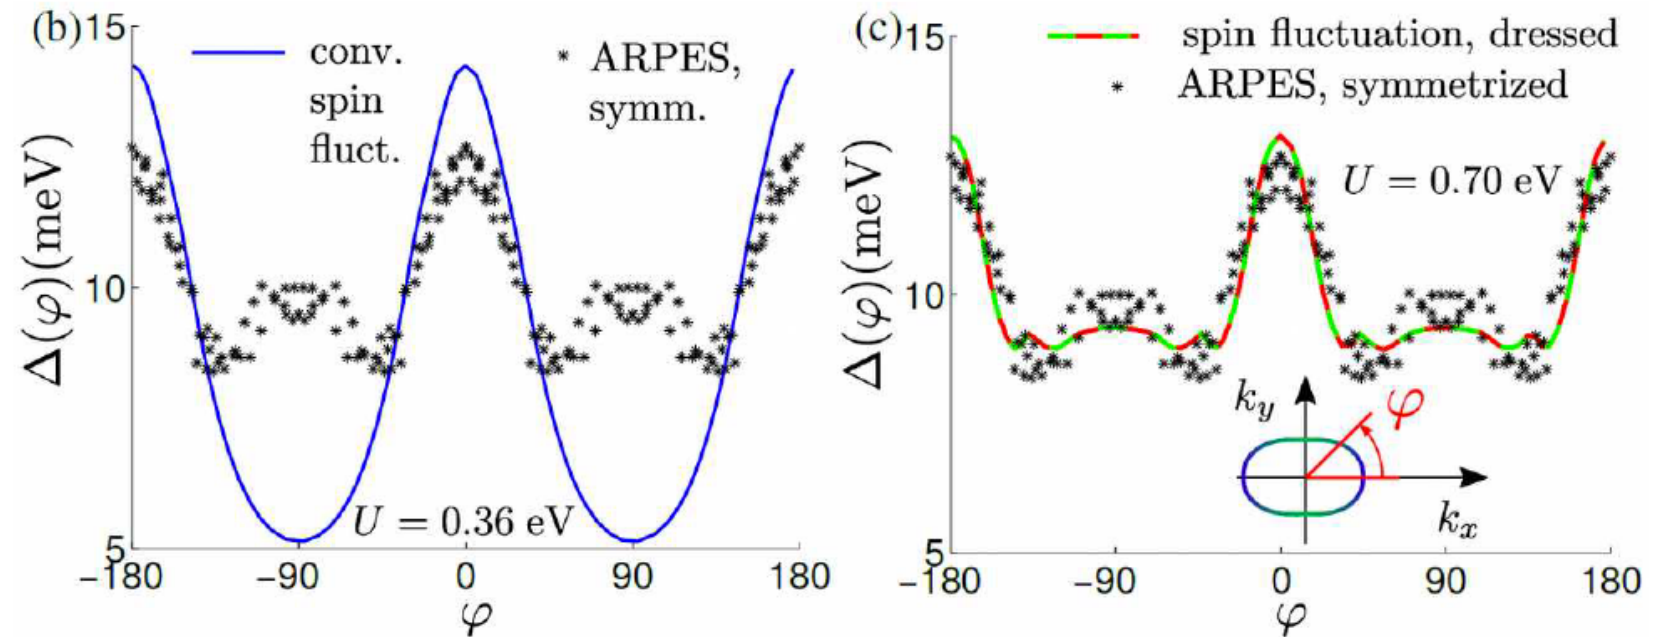 (b)
15
10
5
−180
−90
0
90
180
Δ(φ)(meV)
φ
conv.
spin
fluct.
* ARPES,
symm.
U = 0.36 eV
(c)
15
10
5
−180
−90
0
90
180
Δ(φ)(meV)
φ
spin fluctuation, dressed
* ARPES, symmetrized
U = 0.70 eV
k_y
φ
k_x